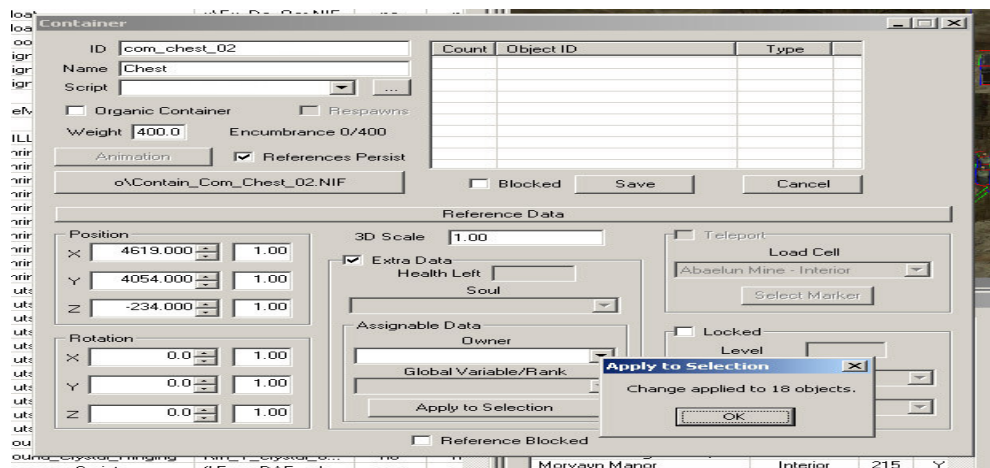 Container
ID com_chest_02
Count Object ID Type
Name Chest
Script ...
Organic Container Respawns
Weight 400.0 Encumbrance 0/400
Animation References Persist
o\Contain_Com_Chest_02.NIF
Blocked Save Cancel
Reference Data
Position
X 4619.000 1.00
Y 4054.000 1.00
Z -234.000 1.00
Rotation
X 0.0 1.00
Y 0.0 1.00
Z 0.0 1.00
3D Scale 1.00
Extra Data
Health Left
Soul
Assignable Data
Owner
Global Variable/Rank
Apply to Selection
Reference Blocked
Teleport
Load Cell
Abaelun Mine - Interior
Select Marker
Locked
Level
Apply to Selection
Change applied to 18 objects.
OK
Morvayn Manor Interior 215 Y